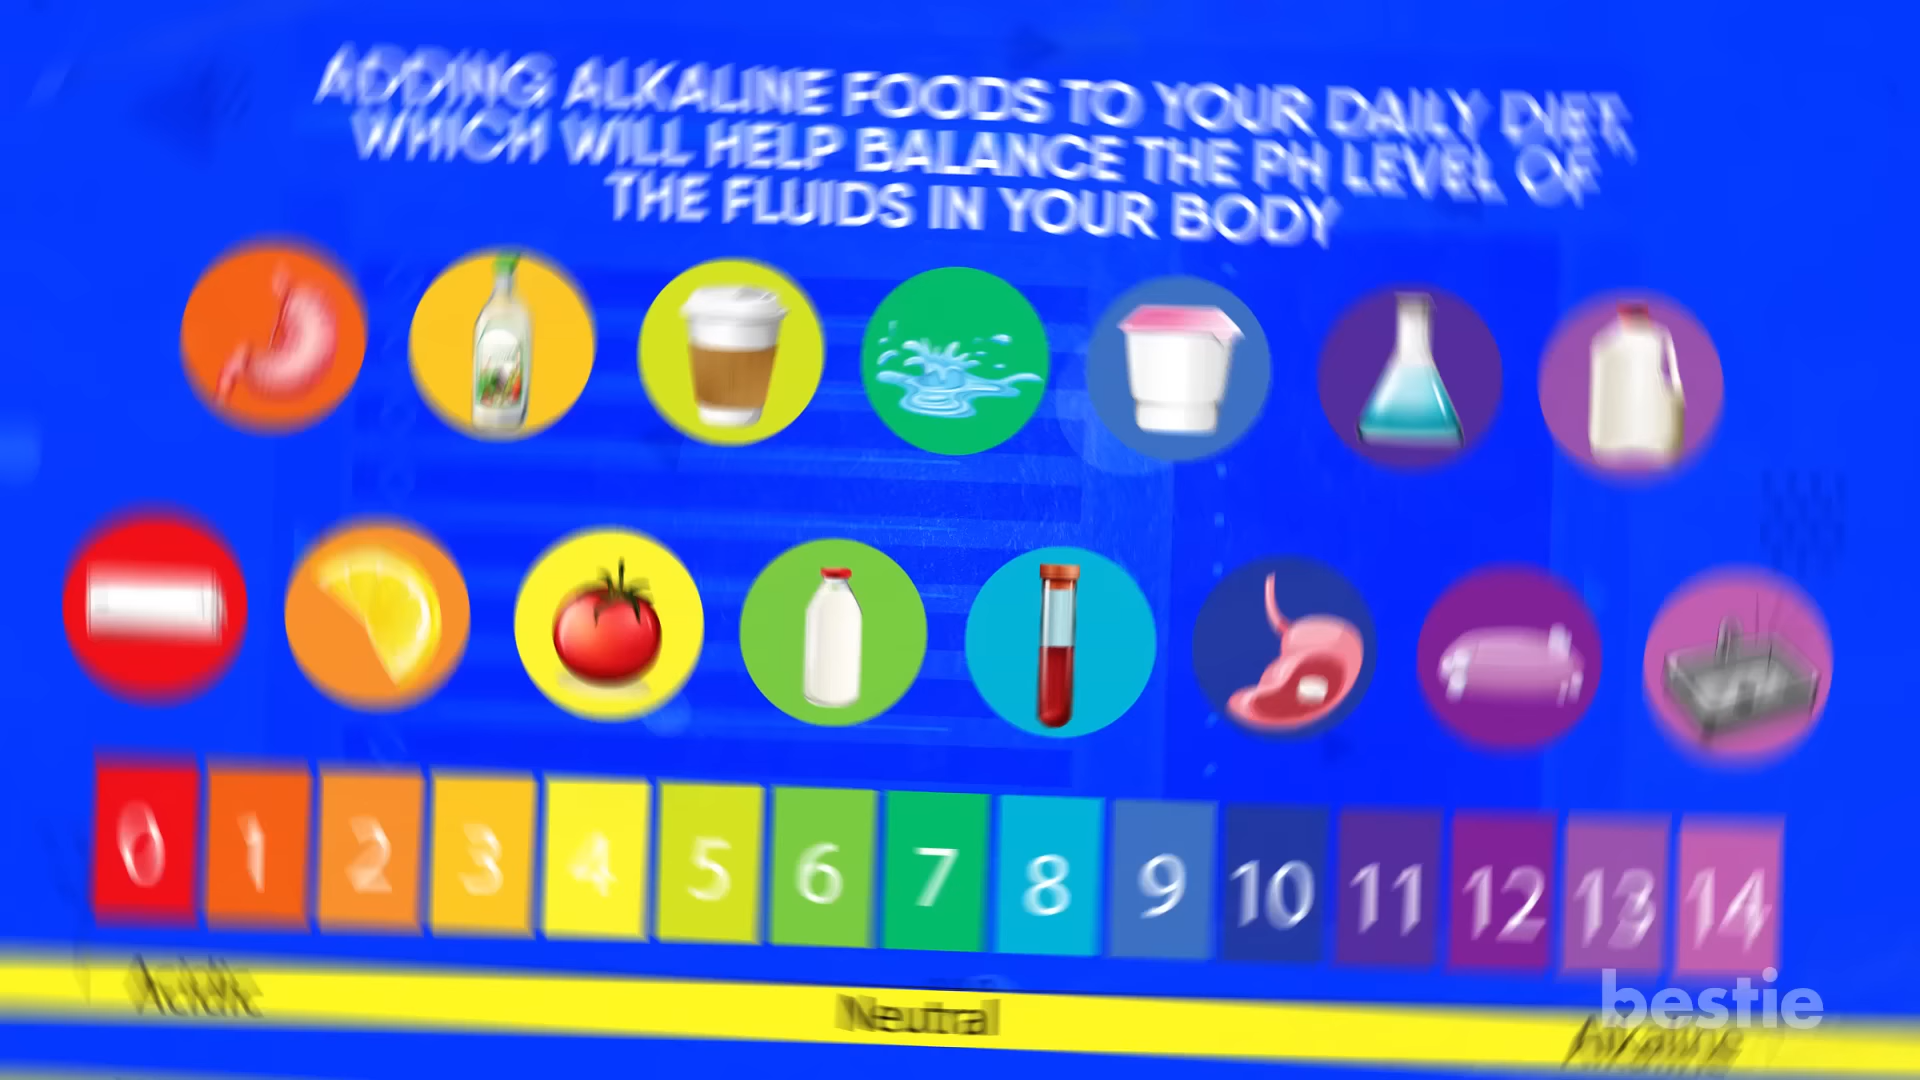 ADDING ALKALINE FOODS TO YOUR DAILY DIET,
WHICH WILL HELP BALANCE THE PH LEVEL OF
THE FLUIDS IN YOUR BODY
0 1 2 3 4 5 6 7 8 9 10 11 12 13 14
Acidic Neutral Alkaline
bestie